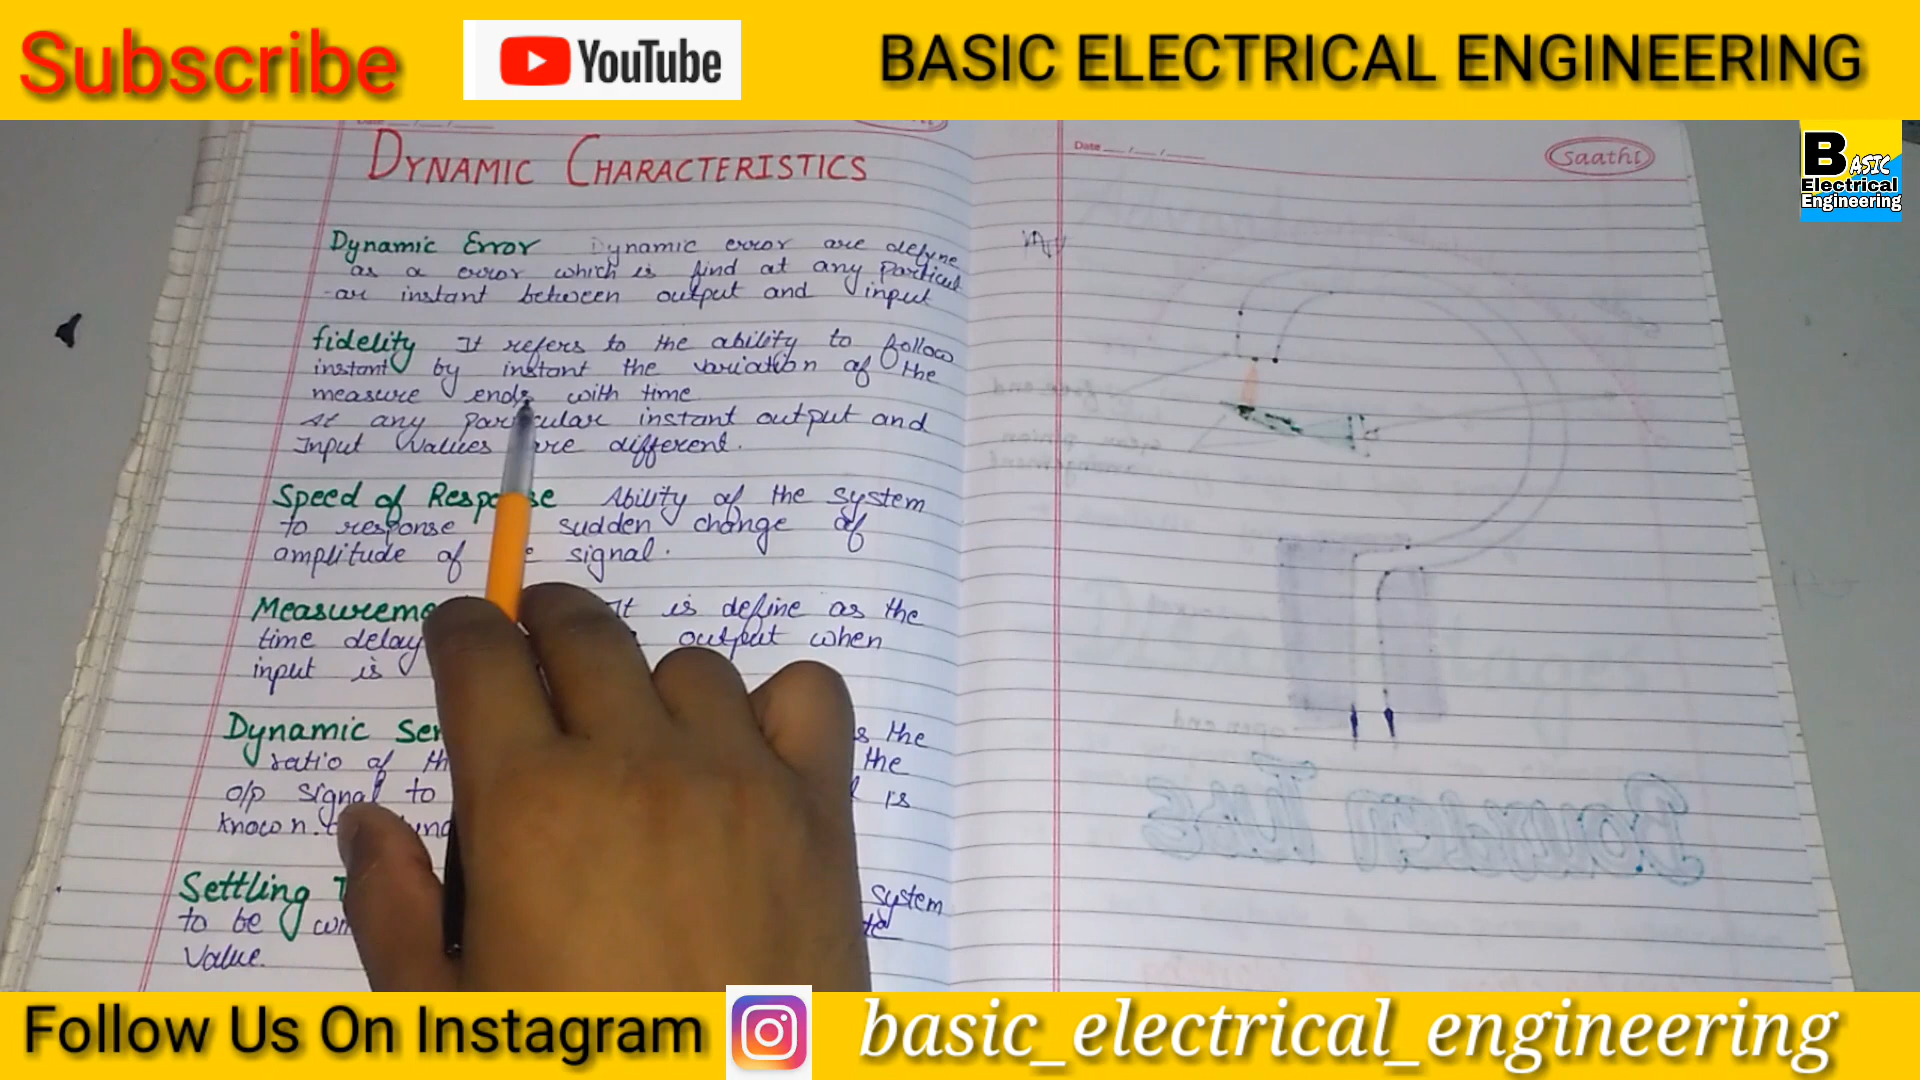 Subscribe
YouTube
BASIC ELECTRICAL ENGINEERING
BASIC
Electrical
Engineering
Date
Date
Saathi
DYNAMIC CHARACTERISTICS
Dynamic Error Dynamic error are define
as a error which is find at any particul
-ar instant between output and input
fidelity It refers to the ability to follow
instant by instant the variation of the
measure ends with time
At any particular instant output and
Input Values are different.
Speed of Response Ability of the system
to response sudden change of
amplitude of signal.
It is define as the
time delay output when
input is
Dynamic s the
ratio of the
o/p signal to is
known.
Settling system
to be
Value.
Follow Us On Instagram
basic_electrical_engineering